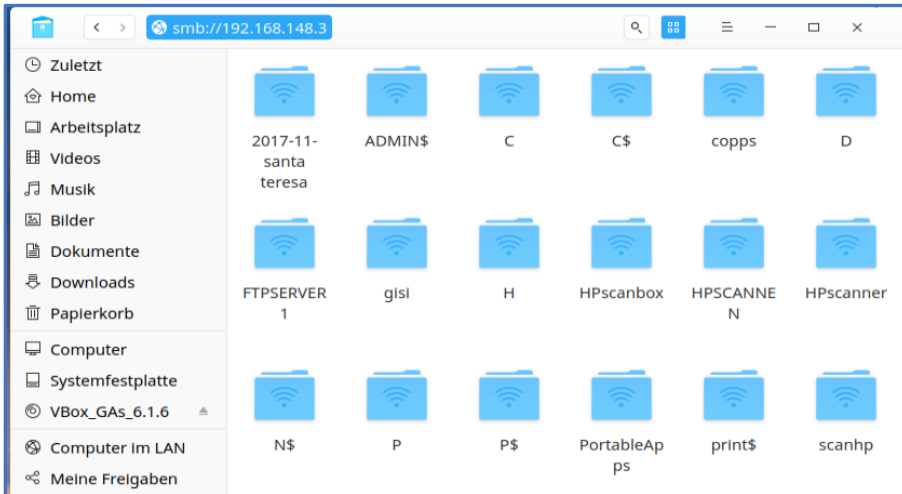 smb://192.168.148.3
Zuletzt
Home
Arbeitsplatz
Videos
Musik
Bilder
Dokumente
Downloads
Papierkorb
Computer
Systemfestplatte
VBox_GAs_6.1.6
Computer im LAN
Meine Freigaben
2017-11-
santa
teresa
ADMIN$
C
C$
copps
D
FTPSERVER
1
gisi
H
HPscanbox
HPSCANNE
N
HPscanner
N$
P
P$
PortableAp
ps
print$
scanhp